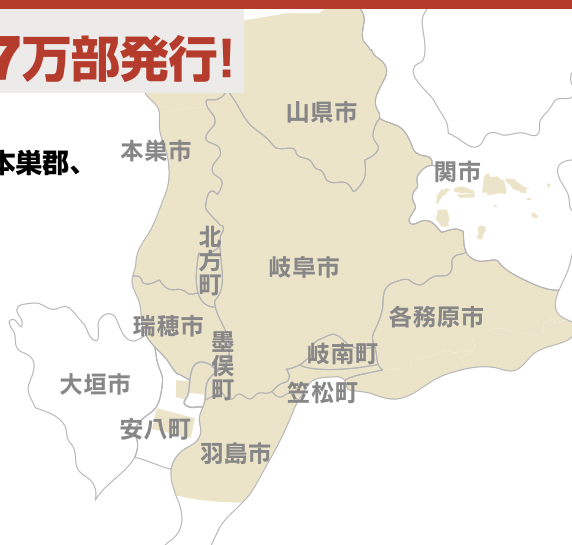 7万部発行!
本巣郡、
山県市
本巣市
関市
北方町
岐阜市
各務原市
瑞穂市
墨俣町
岐南町
大垣市
笠松町
安八町
羽島市